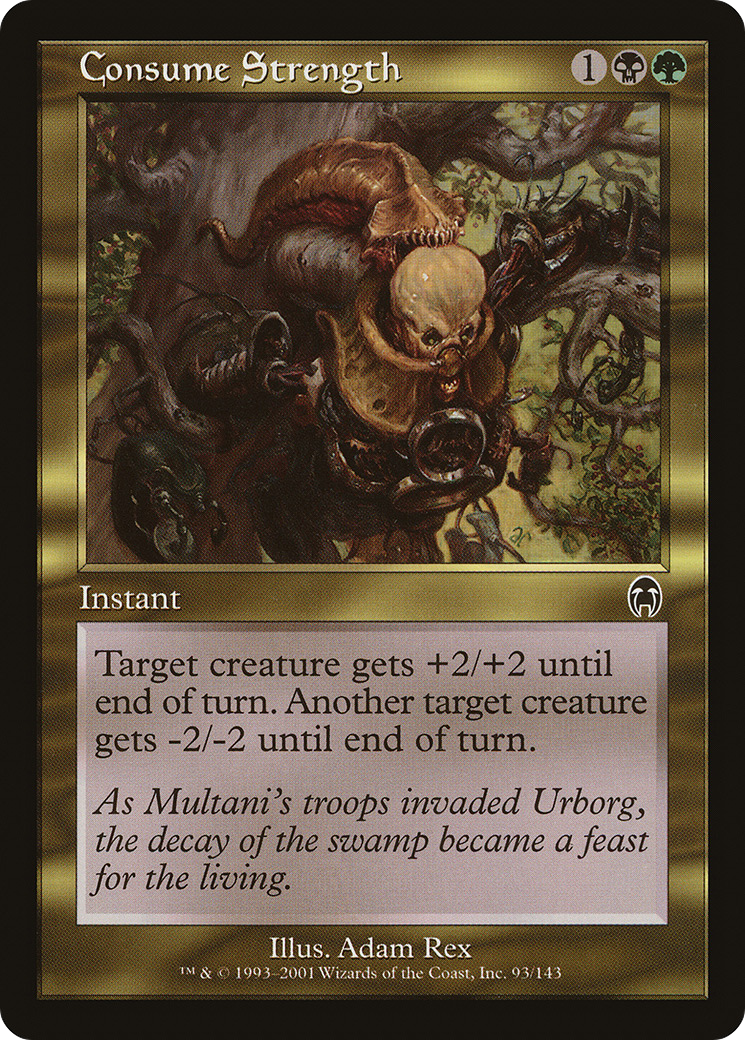 Consume Strength 1
Instant
Target creature gets +2/+2 until
end of turn. Another target creature
gets -2/-2 until end of turn.
As Multani's troops invaded Urborg,
the decay of the swamp became a feast
for the living.
Illus. Adam Rex
™ & © 1993–2001 Wizards of the Coast, Inc. 93/143